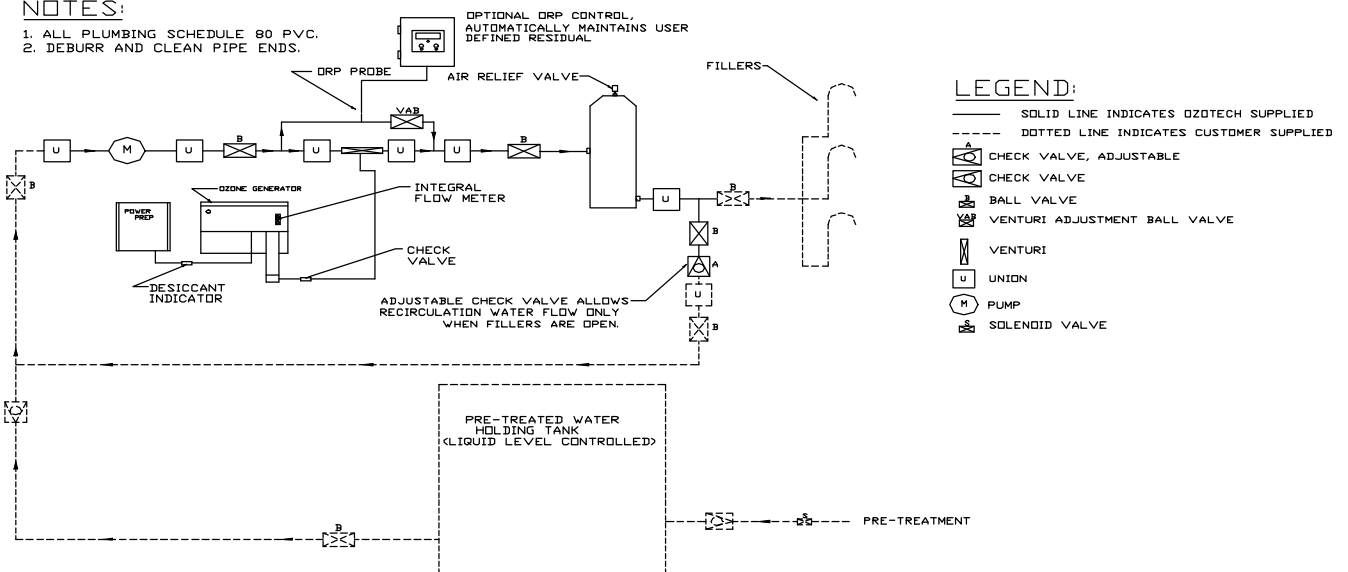 NOTES:
1. ALL PLUMBING SCHEDULE 80 PVC.
2. DEBURR AND CLEAN PIPE ENDS.
OPTIONAL ORP CONTROL,
AUTOMATICALLY MAINTAINS USER
DEFINED RESIDUAL
ORP PROBE
AIR RELIEF VALVE
FILLERS
LEGEND:
SOLID LINE INDICATES OZOTECH SUPPLIED
DOTTED LINE INDICATES CUSTOMER SUPPLIED
A
CHECK VALVE, ADJUSTABLE
CHECK VALVE
B
BALL VALVE
VAB
VENTURI ADJUSTMENT BALL VALVE
VENTURI
U
UNION
M
PUMP
S
SOLENOID VALVE
VAB
U
M
U
B
U
U
U
B
B
OZONE GENERATOR
POWER
PREP
INTEGRAL
FLOW METER
CHECK
VALVE
DESICCANT
INDICATOR
U
B
B
A
U
B
ADJUSTABLE CHECK VALVE ALLOWS
RECIRCULATION WATER FLOW ONLY
WHEN FILLERS ARE OPEN.
PRE-TREATED WATER
HOLDING TANK
<LIQUID LEVEL CONTROLLED>
S
PRE-TREATMENT
B